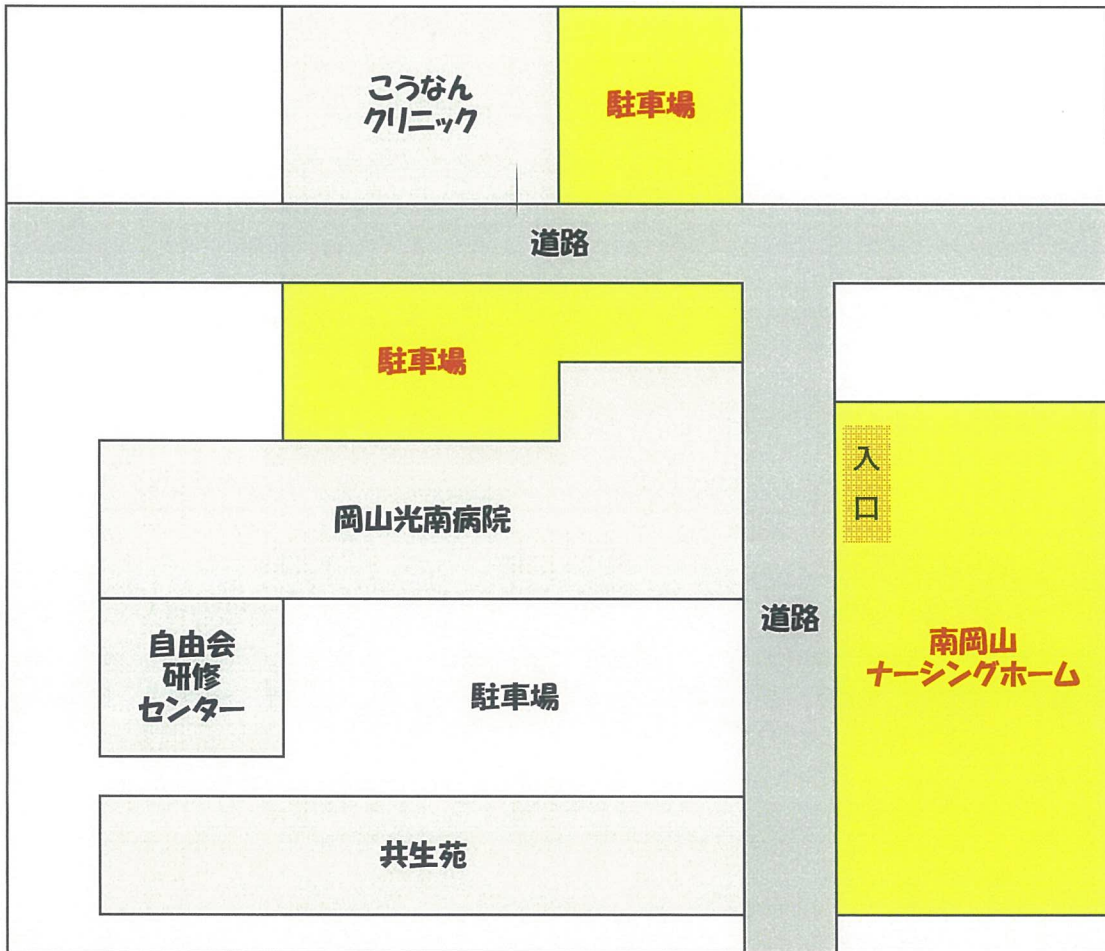 こうなん
クリニック
駐車場
道路
駐車場
入
口
岡山光南病院
道路
自由会
研修
センター
駐車場
南岡山
ナーシングホーム
共生苑